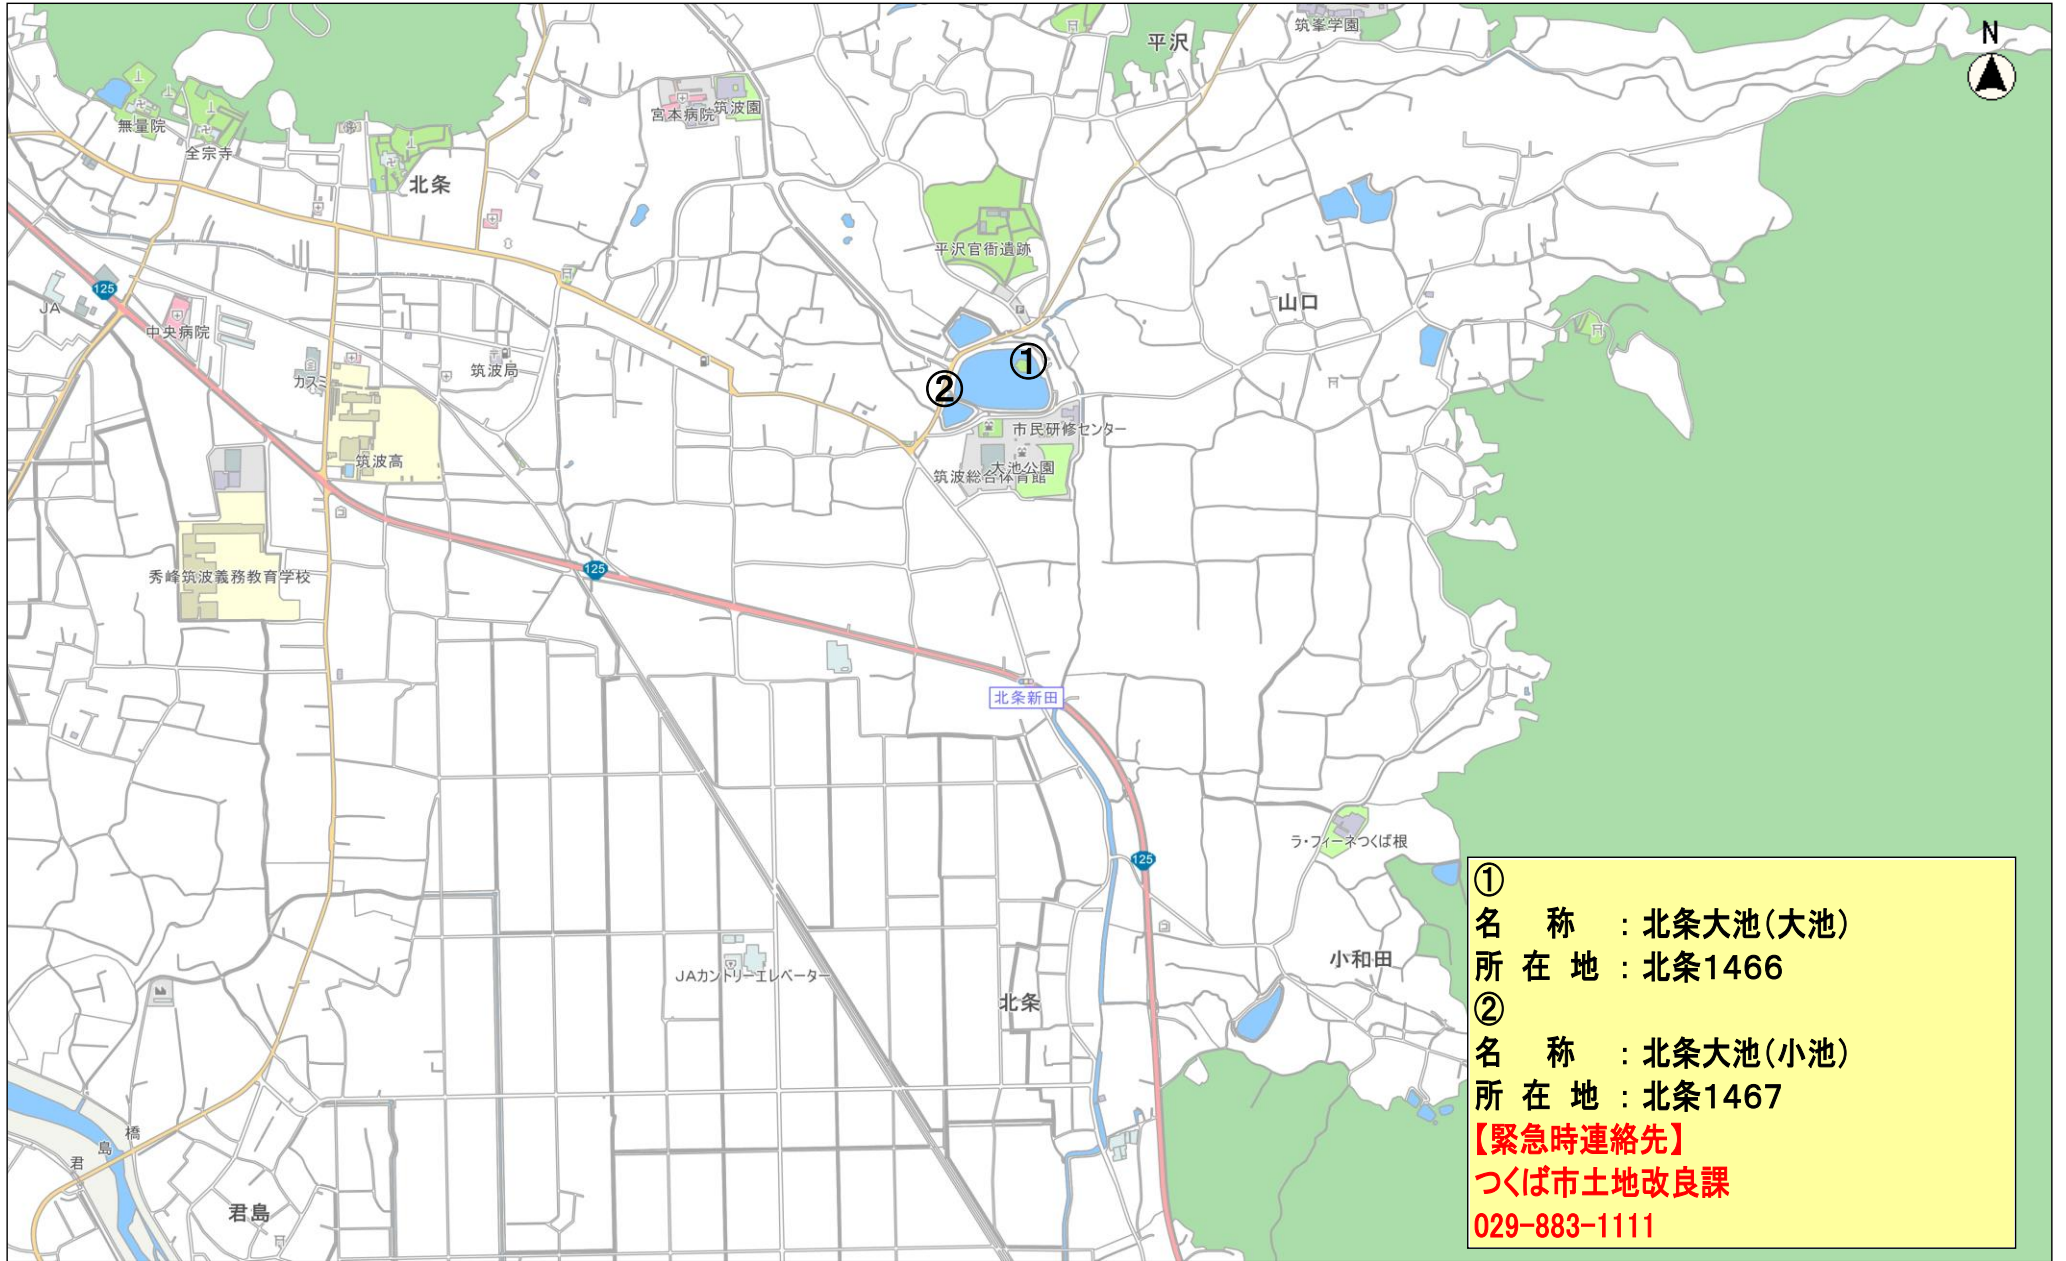 筑峯学園
平沢
N
宮本病院
筑波園
無量院
全宗寺
北条
平沢官衙遺跡
125
山口
JA
中央病院
カスミ
筑波局
①
②
市民研修センター
大池公園
筑波総合体育館
筑波高
125
秀峰筑波義務教育学校
北条新田
ラ・フィーネつくば根
125
小和田
JAカントリーエレベーター
北条
君島橋
君島
①
名 称 : 北条大池(大池)
所 在 地 : 北条1466
②
名 称 : 北条大池(小池)
所 在 地 : 北条1467
【緊急時連絡先】
つくば市土地改良課
029-883-1111